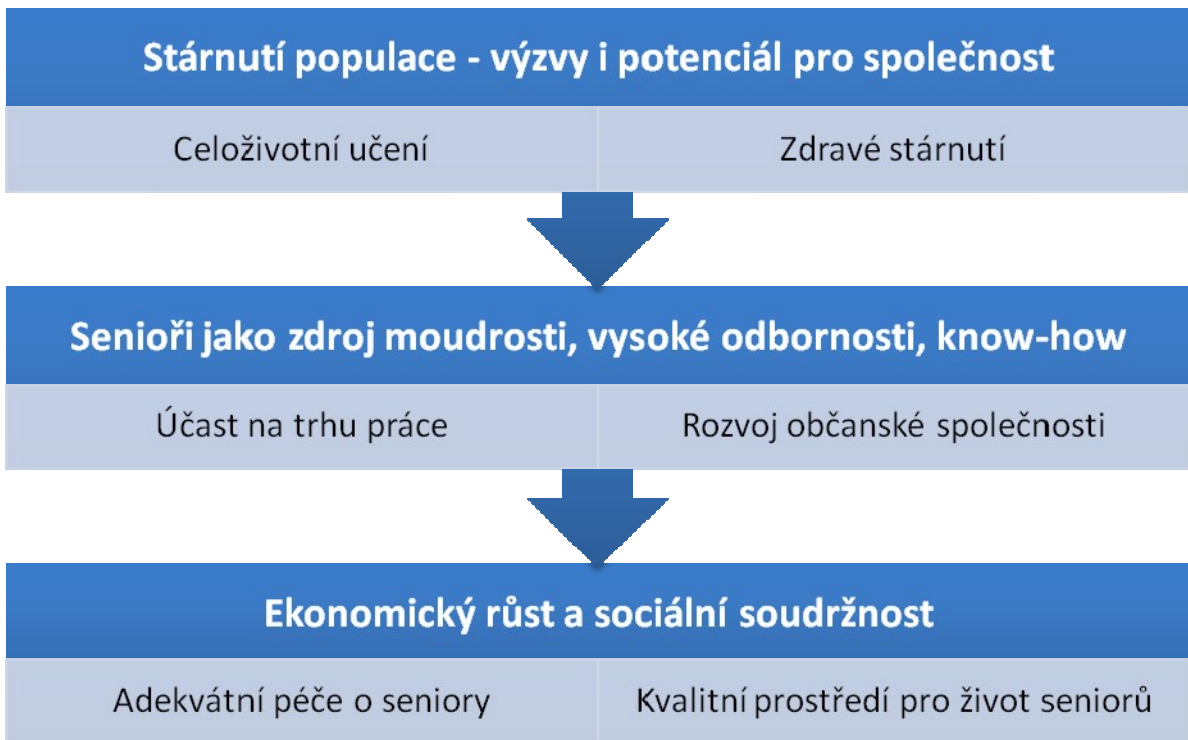 Stárnutí populace - výzvy i potenciál pro společnost
Celoživotní učení
Zdravé stárnutí
Senioři jako zdroj moudrosti, vysoké odbornosti, know-how
Účast na trhu práce
Rozvoj občanské společnosti
Ekonomický růst a sociální soudržnost
Adekvátní péče o seniory
Kvalitní prostředí pro život seniorů